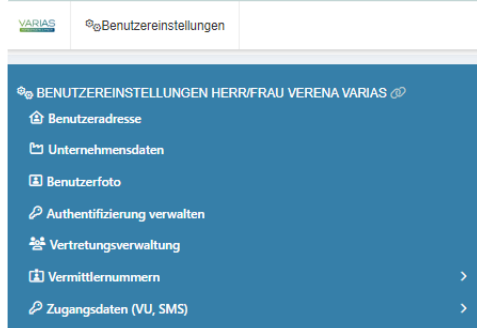 VARIAS
Benutzereinstellungen
BENUTZEREINSTELLUNGEN HERR/FRAU VERENA VARIAS
Benutzeradresse
Unternehmensdaten
Benutzerfoto
Authentifizierung verwalten
Vertretungsverwaltung
Vermittlernummern
Zugangsdaten (VU, SMS)